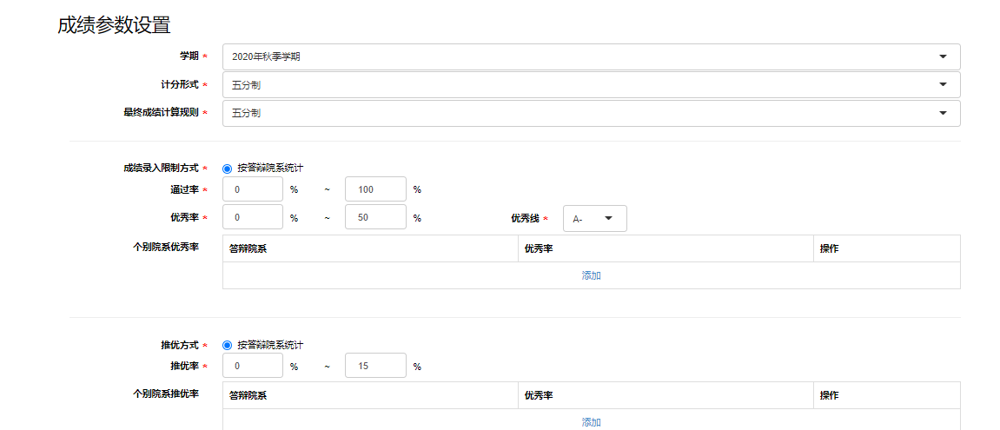 成绩参数设置
学期 * 2020年秋季学期
计分形式 * 五分制
最终成绩计算规则 * 五分制
成绩录入限制方式 * 按答辩院系统计
通过率 * 0 % ~ 100 %
优秀率 * 0 % ~ 50 % 优秀线 * A-
个别院系优秀率 答辩院系 优秀率 操作
添加
推优方式 * 按答辩院系统计
推优率 * 0 % ~ 15 %
个别院系推优率 答辩院系 优秀率 操作
添加